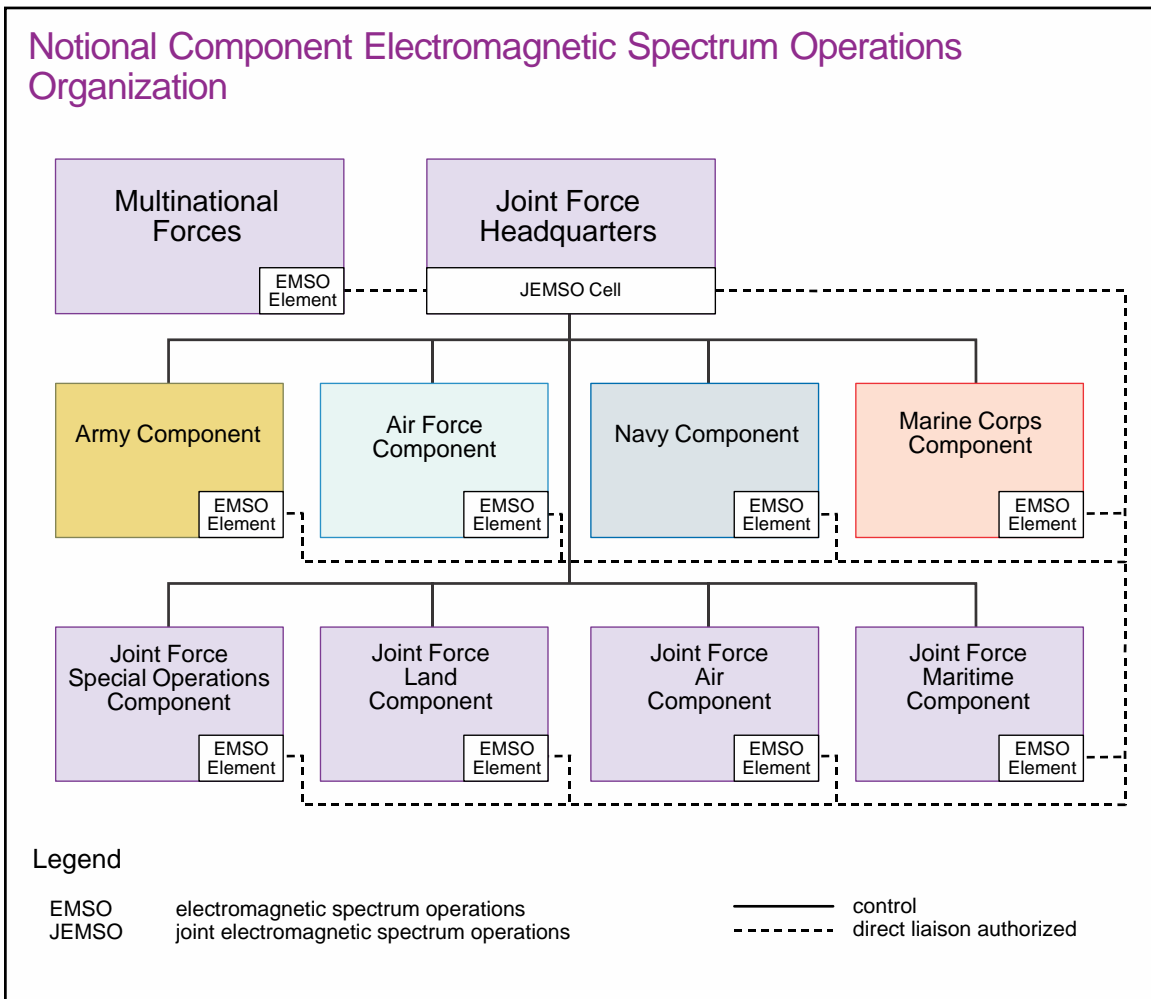 Notional Component Electromagnetic Spectrum Operations
Organization
Multinational
Forces
EMSO
Element
Joint Force
Headquarters
JEMSO Cell
Army Component
EMSO
Element
Air Force
Component
EMSO
Element
Navy Component
EMSO
Element
Marine Corps
Component
EMSO
Element
Joint Force
Special Operations
Component
EMSO
Element
Joint Force
Land
Component
EMSO
Element
Joint Force
Air
Component
EMSO
Element
Joint Force
Maritime
Component
EMSO
Element
Legend
EMSO electromagnetic spectrum operations
JEMSO joint electromagnetic spectrum operations
control
direct liaison authorized